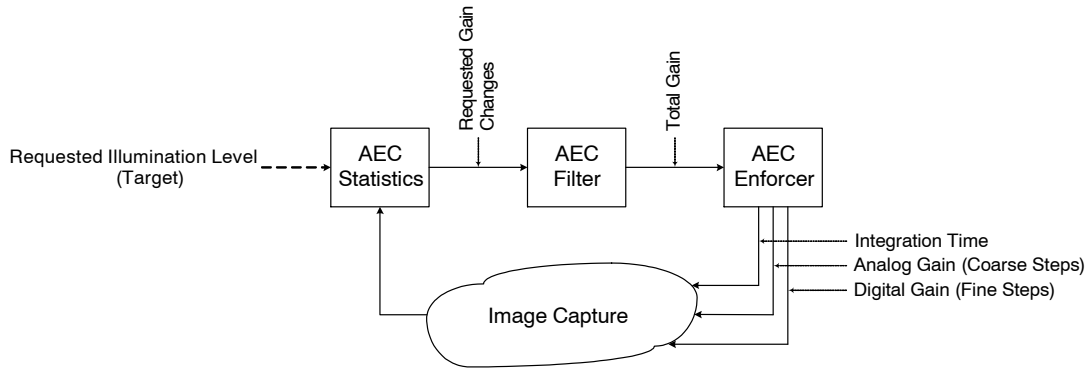 Requested Gain
Changes
Total Gain
Requested Illumination Level
(Target)
AEC
Statistics
AEC
Filter
AEC
Enforcer
Integration Time
Analog Gain (Coarse Steps)
Digital Gain (Fine Steps)
Image Capture